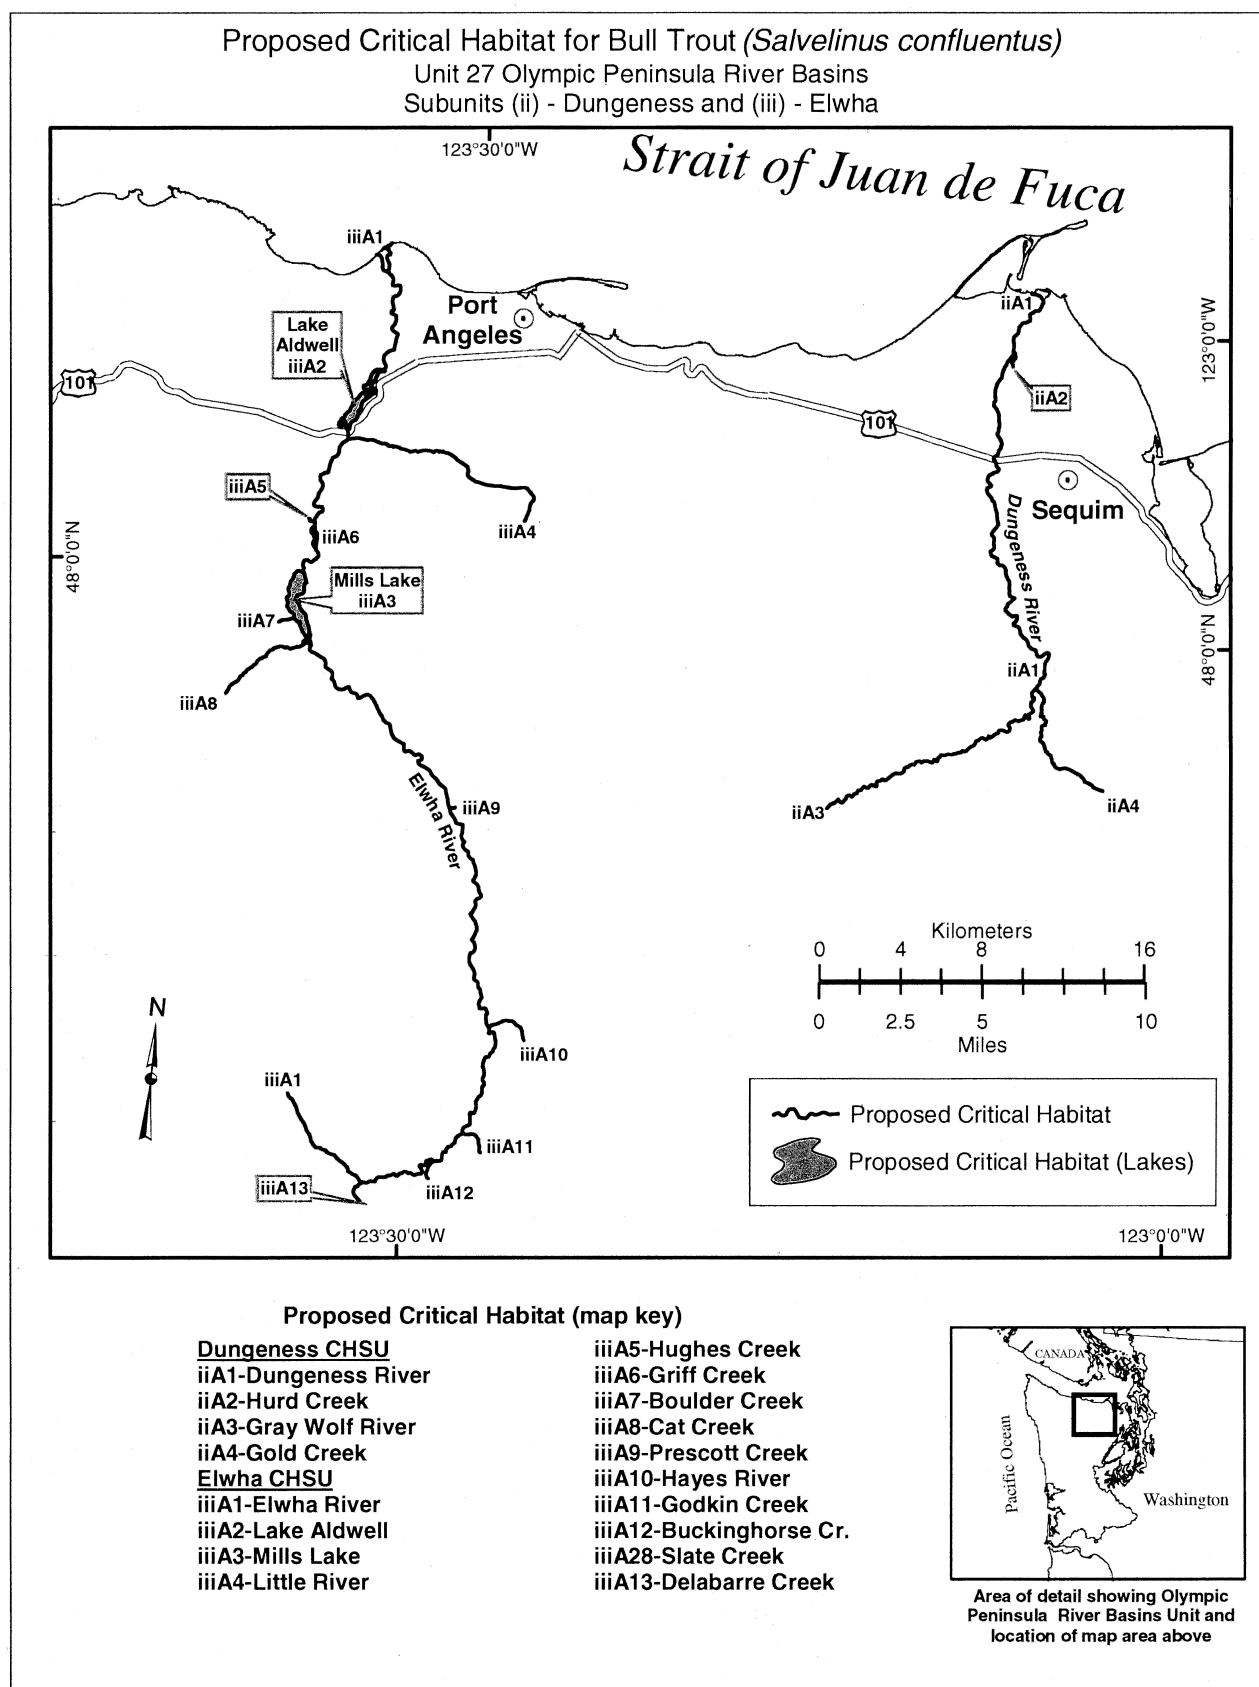 Proposed Critical Habitat for Bull Trout (Salvelinus confluentus)
Unit 27 Olympic Peninsula River Basins
Subunits (ii) - Dungeness and (iii) - Elwha
123°30'0"W
Strait of Juan de Fuca
iiiA1
Port
Angeles
Lake
Aldwell
iiiA2
101
iiA1
123°0'0"W
iiA2
101
iiiA5
iiiA4
iiiA6
Sequim
Dungeness River
48°0'0"N
Mills Lake
iiiA3
iiiA7
48°0'0"N
iiA1
iiiA8
Elwha River
iiiA9
iiA3
iiA4
Kilometers
0 4 8 16
0 2.5 5 10
Miles
N
iiiA10
iiiA1
iiiA11
iiiA13
iiiA12
Proposed Critical Habitat
Proposed Critical Habitat (Lakes)
123°30'0"W
123°0'0"W
Proposed Critical Habitat (map key)
Dungeness CHSU
iiA1-Dungeness River
iiA2-Hurd Creek
iiA3-Gray Wolf River
iiA4-Gold Creek
Elwha CHSU
iiiA1-Elwha River
iiiA2-Lake Aldwell
iiiA3-Mills Lake
iiiA4-Little River
iiiA5-Hughes Creek
iiiA6-Griff Creek
iiiA7-Boulder Creek
iiiA8-Cat Creek
iiiA9-Prescott Creek
iiiA10-Hayes River
iiiA11-Godkin Creek
iiiA12-Buckinghorse Cr.
iiiA28-Slate Creek
iiiA13-Delabarre Creek
CANADA
Pacific Ocean
Washington
Area of detail showing Olympic
Peninsula River Basins Unit and
location of map area above